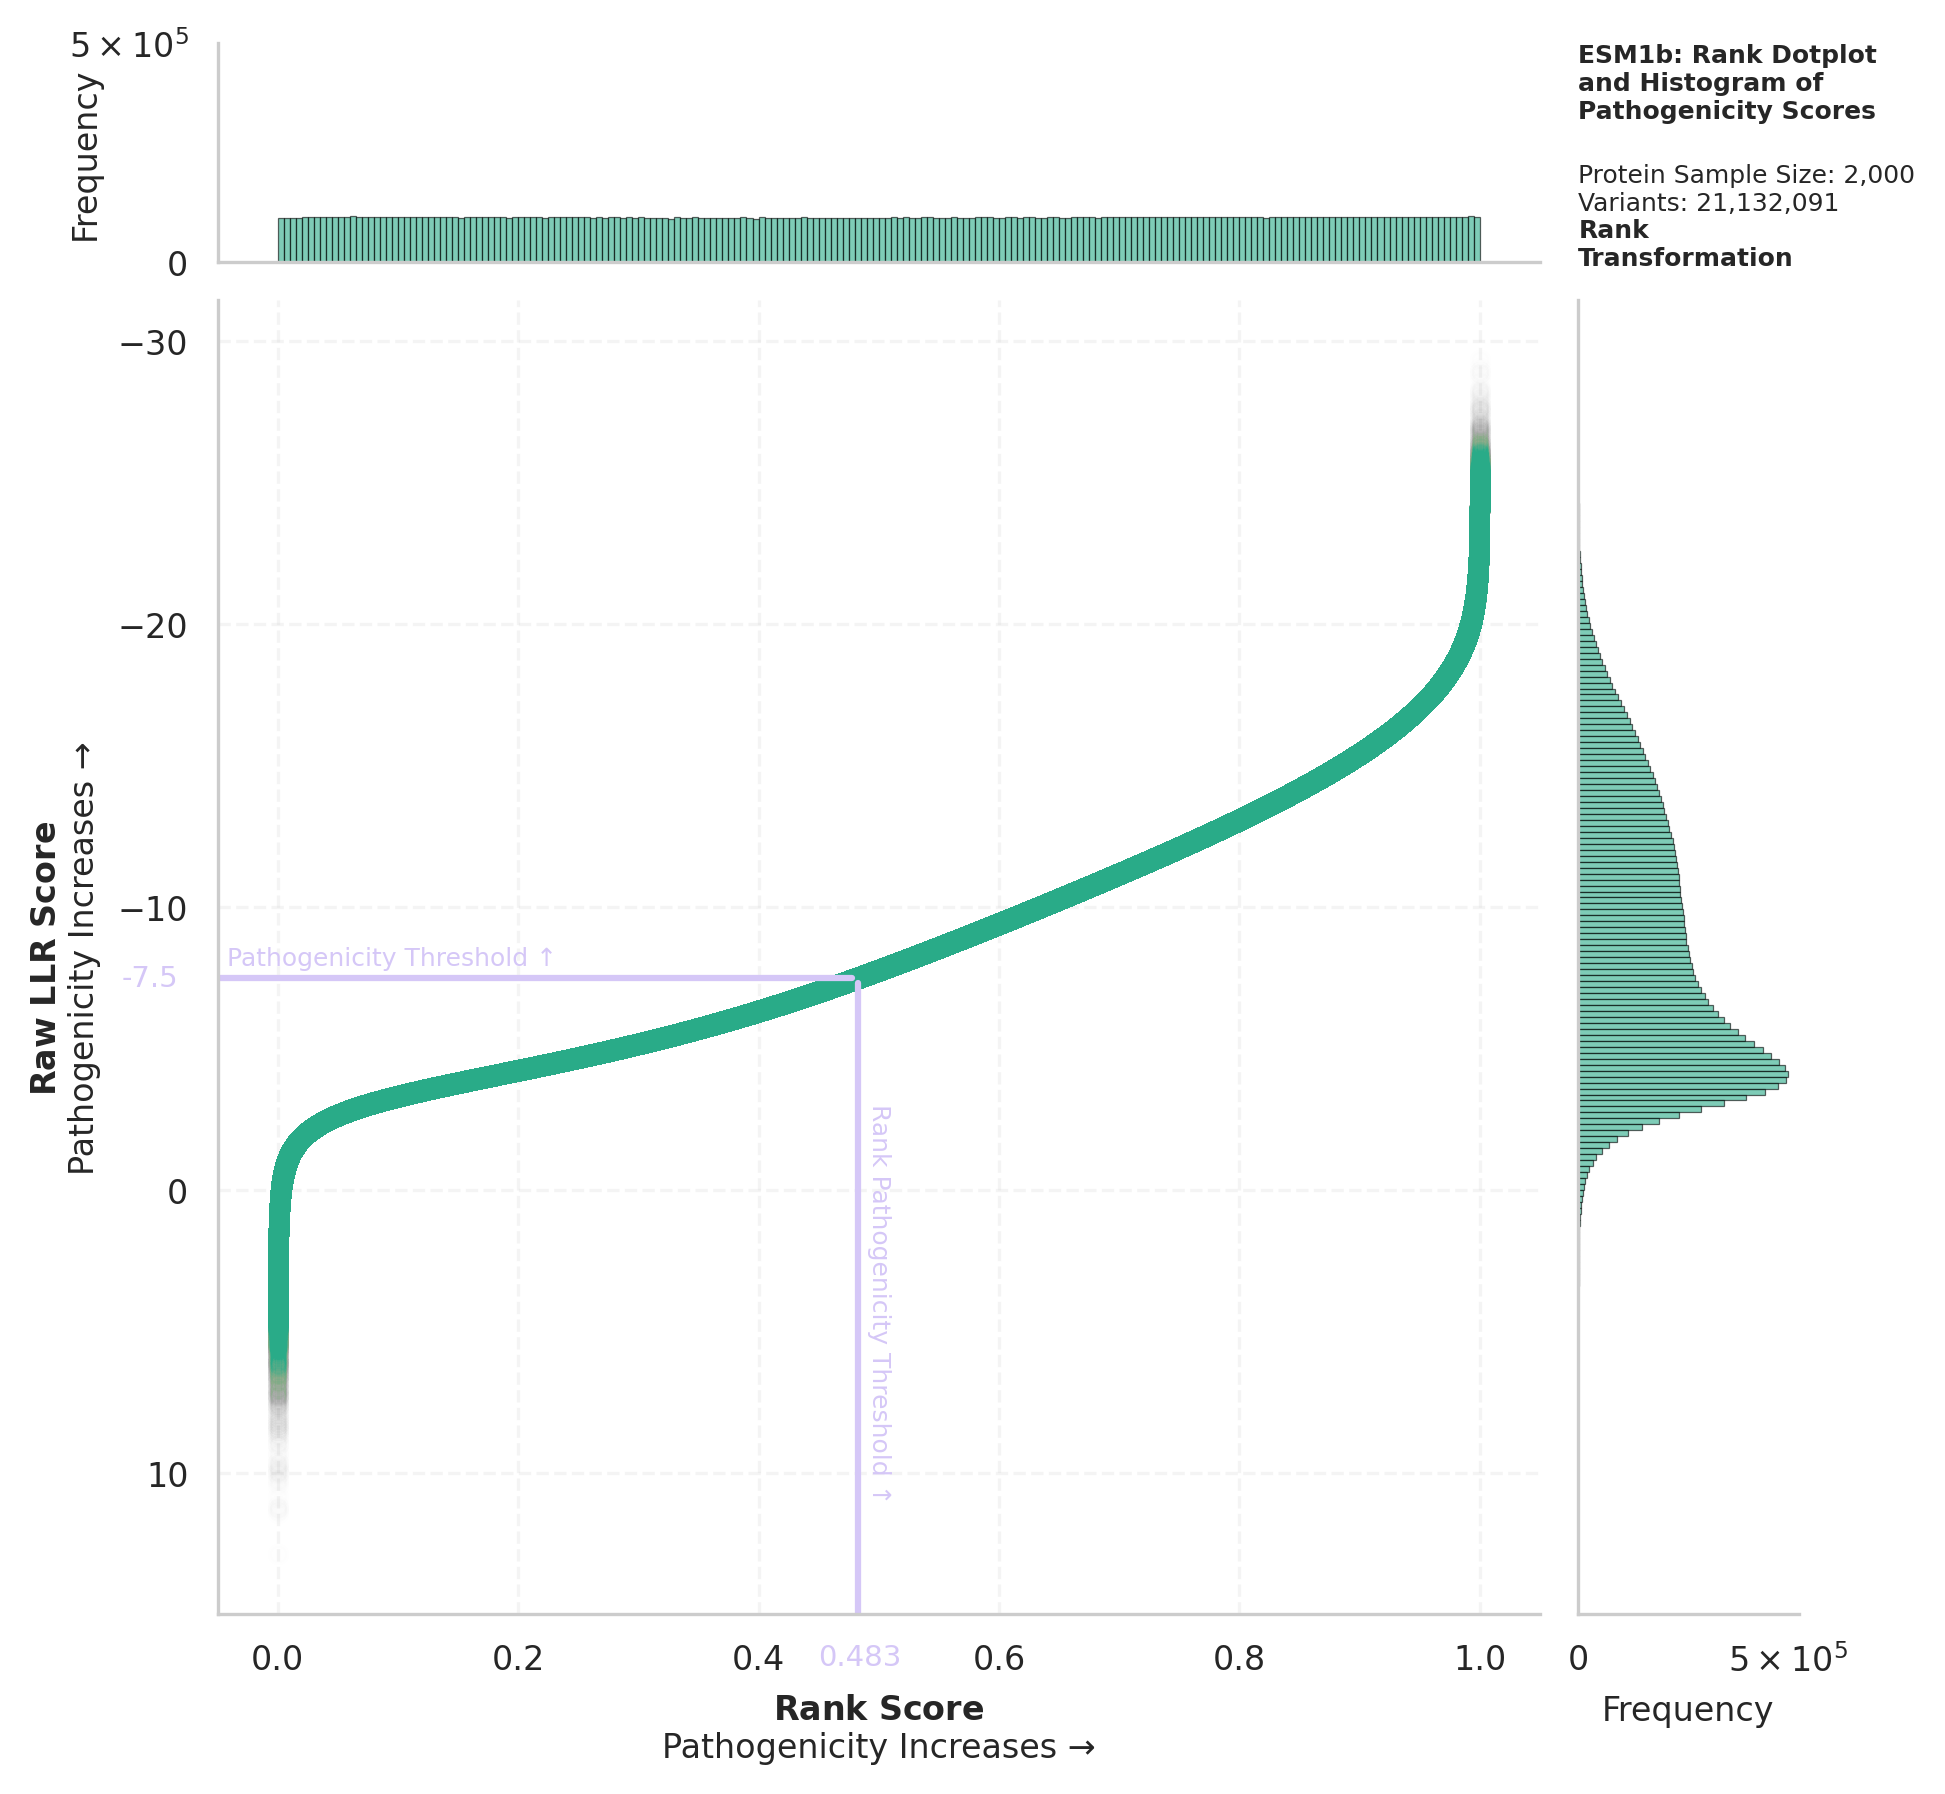 5 × 10⁵
Frequency
0
ESM1b: Rank Dotplot
and Histogram of
Pathogenicity Scores
Protein Sample Size: 2,000
Variants: 21,132,091
Rank
Transformation
−30
−20
−10
-7.5
0
10
Raw LLR Score
Pathogenicity Increases →
Pathogenicity Threshold ↑
Rank Pathogenicity Threshold ↑
0.0
0.2
0.4
0.483
0.6
0.8
1.0
Rank Score
Pathogenicity Increases →
0
5 × 10⁵
Frequency